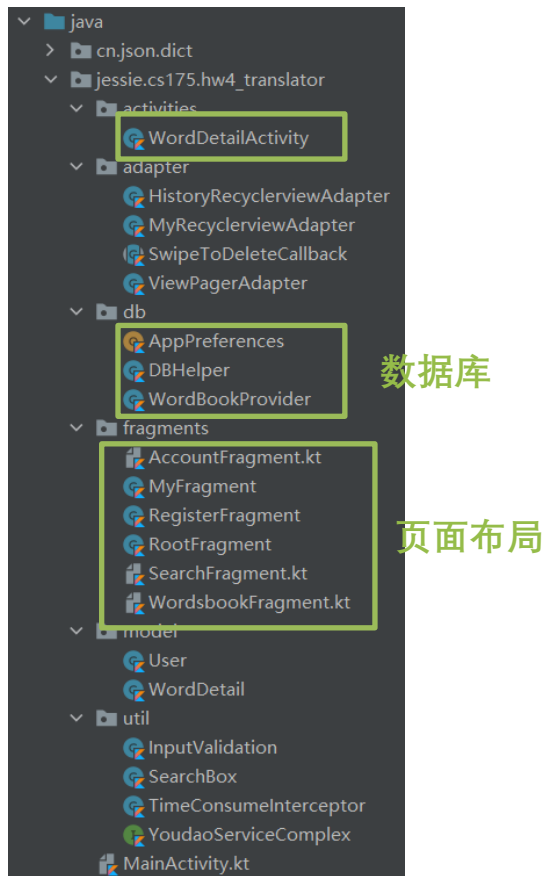 java
cn.json.dict
jessie.cs175.hw4_translator
activities
WordDetailActivity
adapter
HistoryRecyclerviewAdapter
MyRecyclerviewAdapter
SwipeToDeleteCallback
ViewPagerAdapter
db
AppPreferences
DBHelper
数据库
WordBookProvider
fragments
AccountFragment.kt
MyFragment
RegisterFragment
页面布局
RootFragment
SearchFragment.kt
WordsbookFragment.kt
model
User
WordDetail
util
InputValidation
SearchBox
TimeConsumeInterceptor
YoudaoServiceComplex
MainActivity.kt